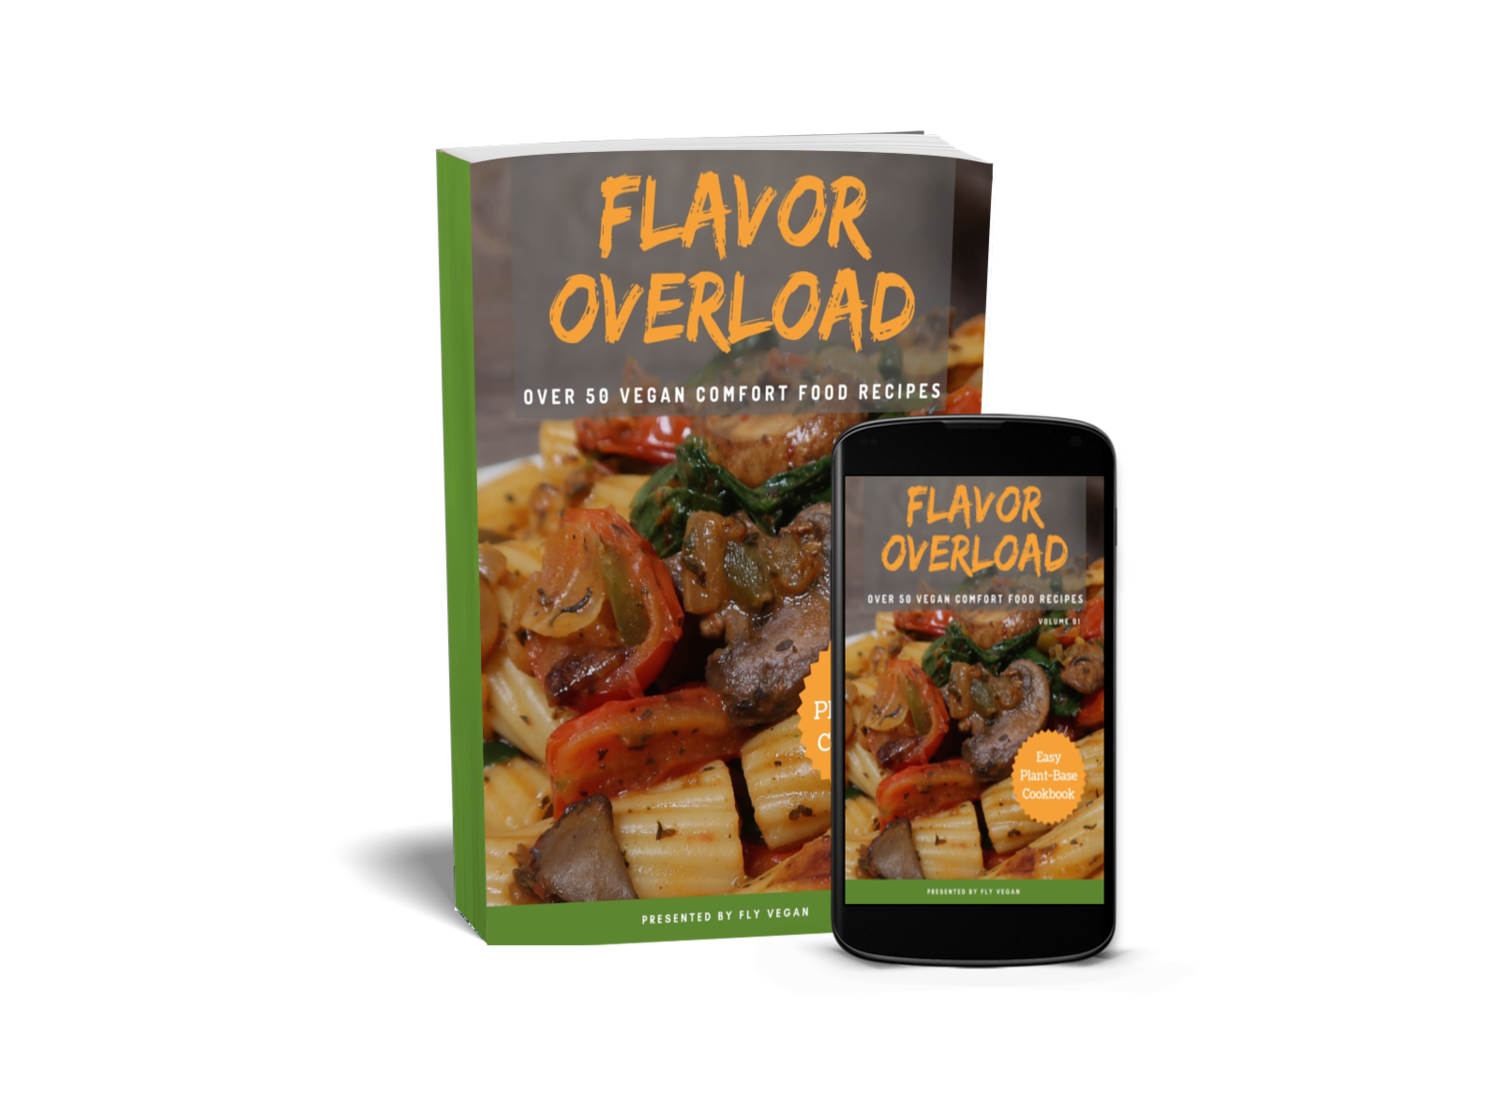 FLAVOR
OVERLOAD
OVER 50 VEGAN COMFORT FOOD RECIPES
PRESENTED BY FLY VEGAN
FLAVOR
OVERLOAD
OVER 50 VEGAN COMFORT FOOD RECIPES
VOLUME 01
Easy
Plant-Base
Cookbook
PRESENTED BY FLY VEGAN